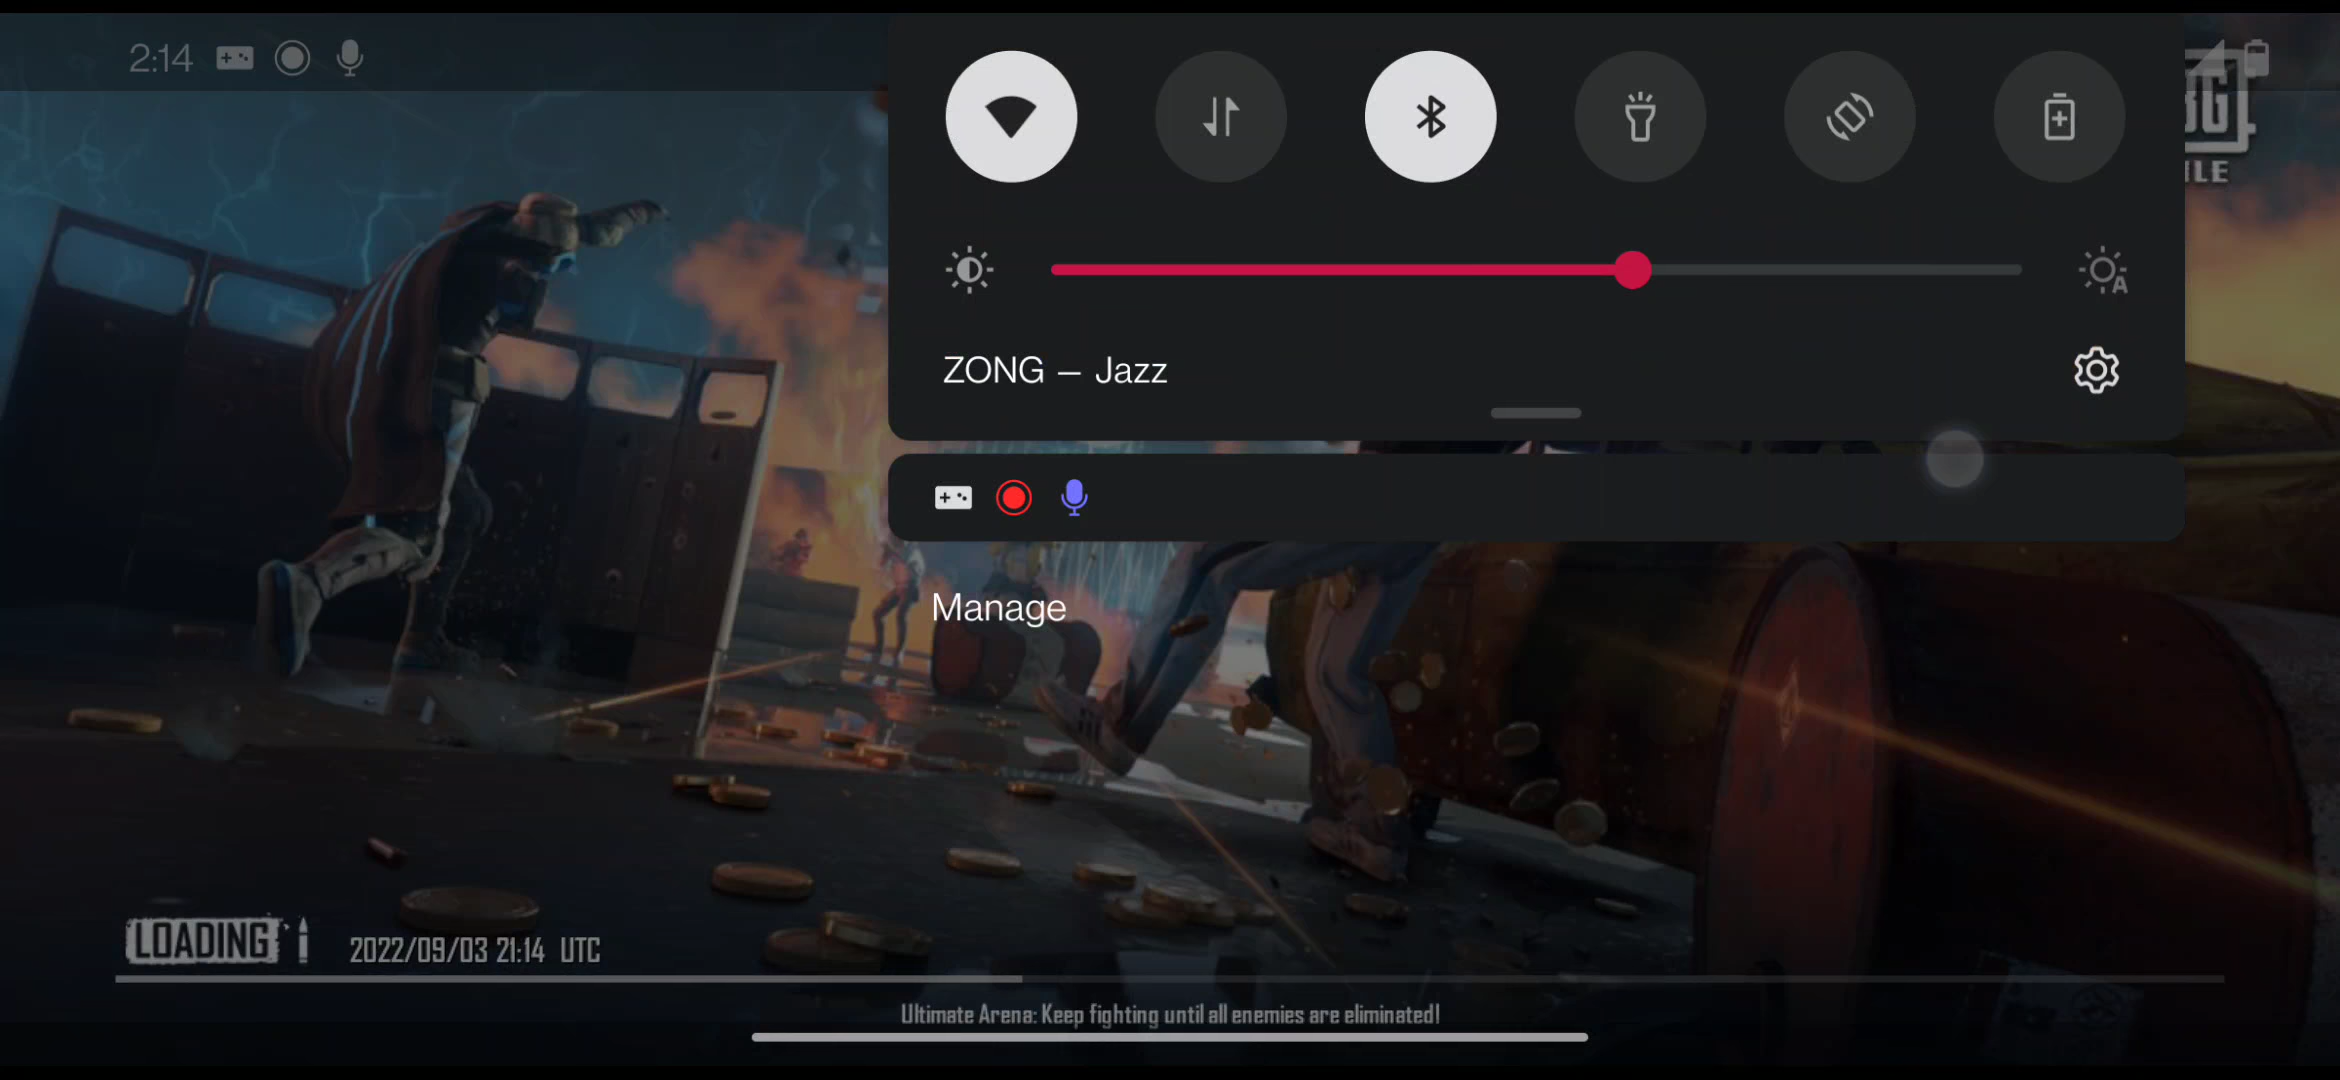 2:14
ZONG — Jazz
Manage
LOADING
2022/09/03 21:14 UTC
Ultimate Arena: Keep fighting until all enemies are eliminated!